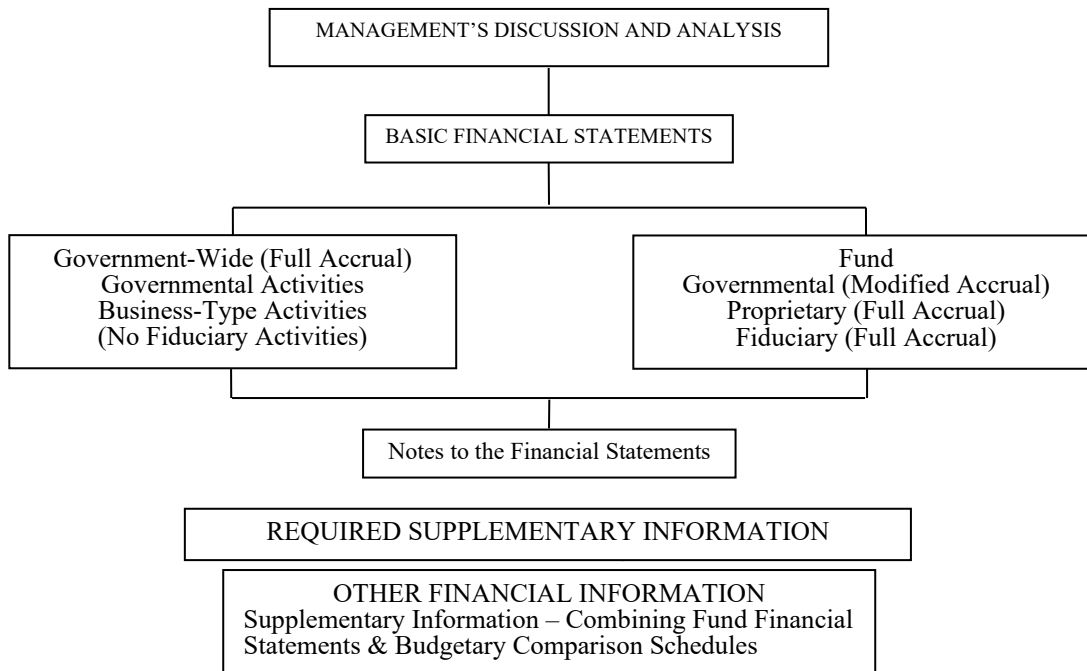 MANAGEMENT’S DISCUSSION AND ANALYSIS
BASIC FINANCIAL STATEMENTS
Government-Wide (Full Accrual)
Governmental Activities
Business-Type Activities
(No Fiduciary Activities)
Fund
Governmental (Modified Accrual)
Proprietary (Full Accrual)
Fiduciary (Full Accrual)
Notes to the Financial Statements
REQUIRED SUPPLEMENTARY INFORMATION
OTHER FINANCIAL INFORMATION
Supplementary Information – Combining Fund Financial
Statements & Budgetary Comparison Schedules